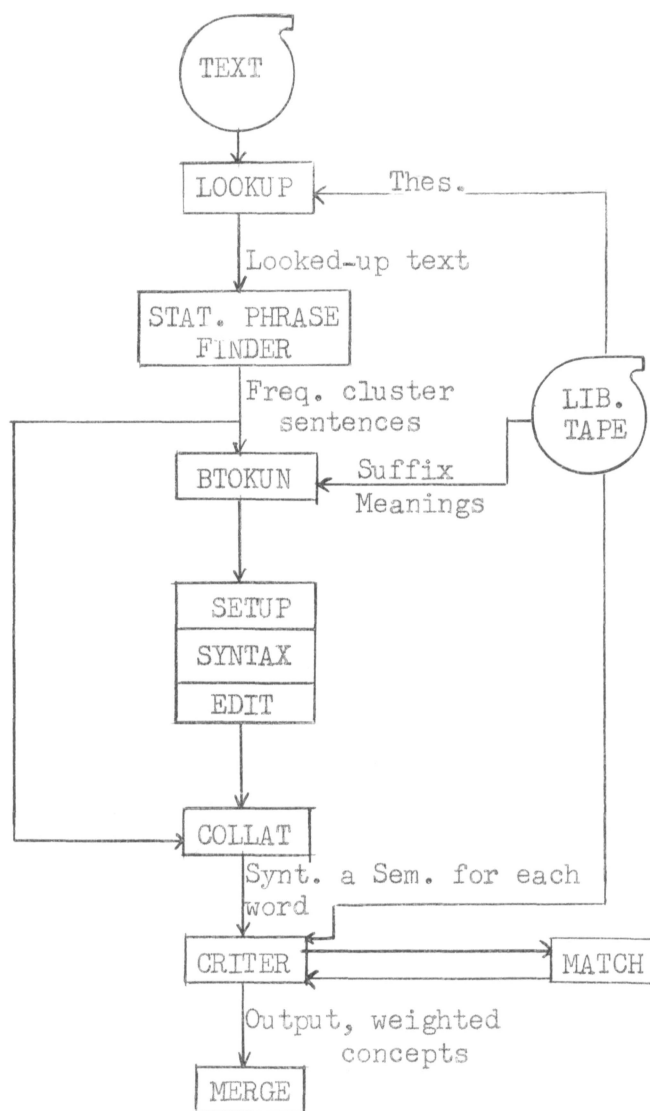 TEXT
LOOKUP
Thes.
Looked-up text
STAT. PHRASE
FINDER
Freq. cluster
sentences
LIB.
TAPE
BTOKUN
Suffix
Meanings
SETUP
SYNTAX
EDIT
COLLAT
Synt. a Sem. for each
word
CRITER
MATCH
Output, weighted
concepts
MERGE